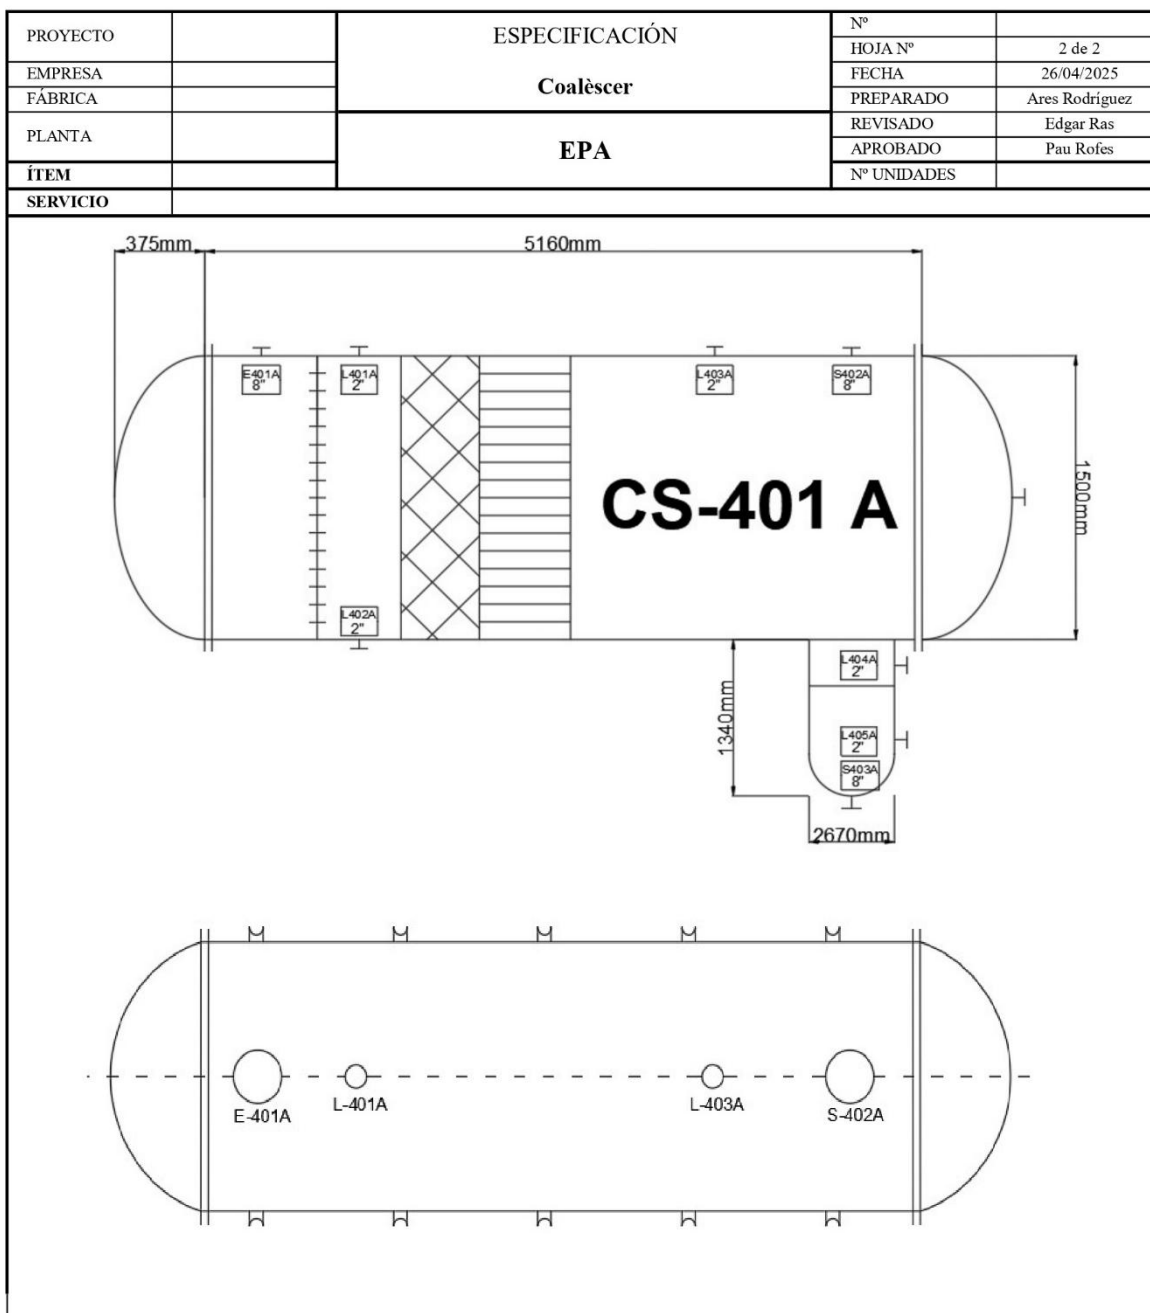 PROYECTO
ESPECIFICACIÓN
Coalèscer
Nº
HOJA Nº 2 de 2
EMPRESA
FECHA 26/04/2025
FÁBRICA
PREPARADO Ares Rodríguez
PLANTA
EPA
REVISADO Edgar Ras
APROBADO Pau Rofes
ÍTEM
Nº UNIDADES
SERVICIO
375mm 5160mm
E401A
8"
L401A
2"
L403A
2"
S402A
8"
CS-401 A
1500mm
L402A
2"
L404A
2"
1340mm
L405A
2"
S403A
8"
2670mm
E-401A L-401A L-403A S-402A